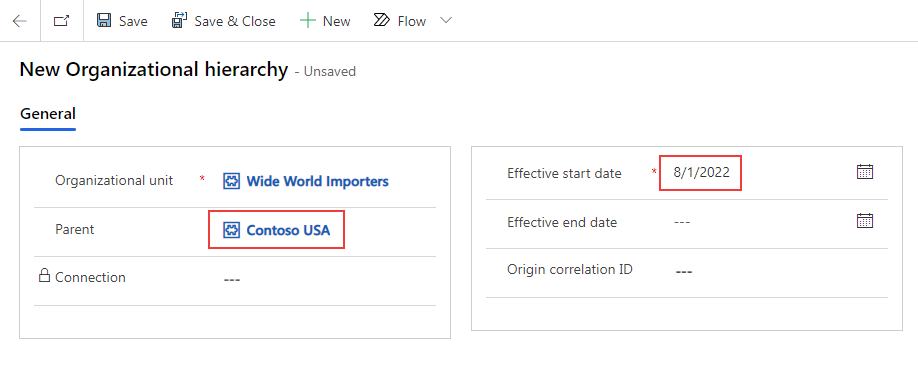 Save Save & Close New Flow
New Organizational hierarchy - Unsaved
General
Organizational unit * Wide World Importers
Parent Contoso USA
Connection ---
Effective start date * 8/1/2022
Effective end date ---
Origin correlation ID ---